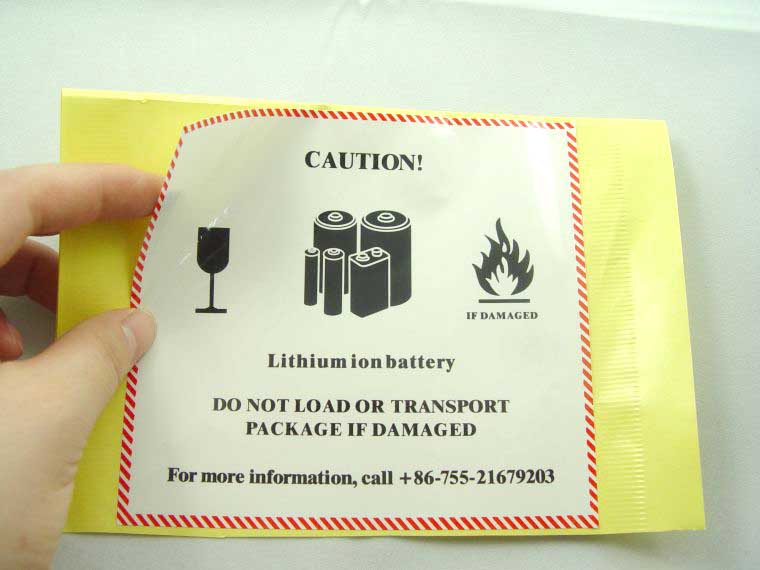 CAUTION!
IF DAMAGED
Lithium ion battery
DO NOT LOAD OR TRANSPORT
PACKAGE IF DAMAGED
For more information, call +86-755-21679203